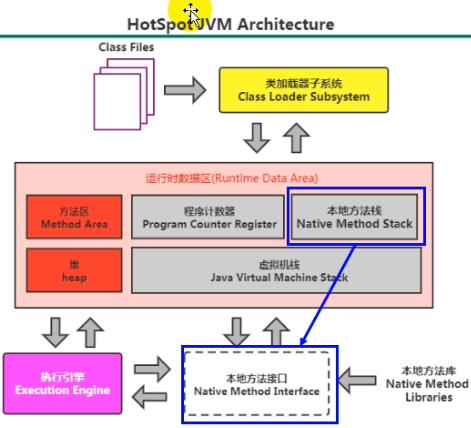 HotSpot JVM Architecture
Class Files
类加载器子系统
Class Loader Subsystem
运行时数据区(Runtime Data Area)
方法区
Method Area
程序计数器
Program Counter Register
本地方法栈
Native Method Stack
堆
heap
虚拟机栈
Java Virtual Machine Stack
执行引擎
Execution Engine
本地方法接口
Native Method Interface
本地方法库
Native Method
Libraries